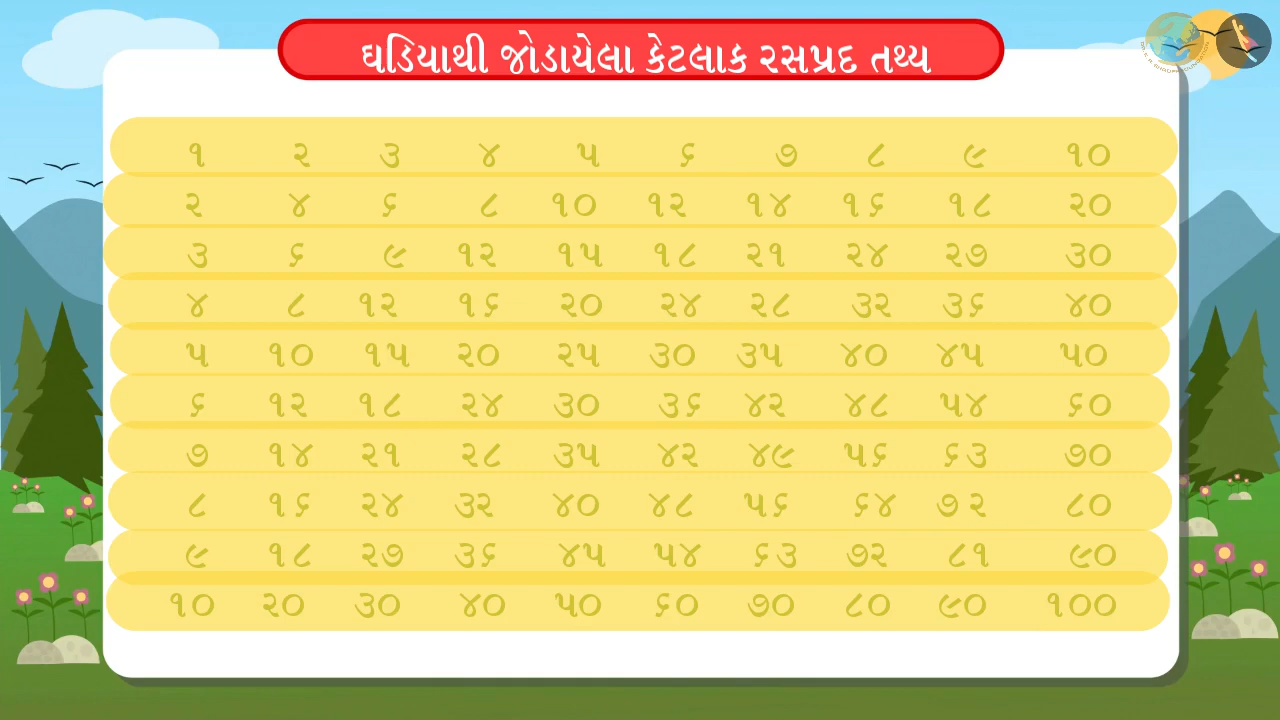 ઘડિયાથી જોડાયેલા કેટલાક રસપ્રદ તથ્ય
૧ ૨ ૩ ૪ ૫ ૬ ૭ ૮ ૯ ૧૦
૨ ૪ ૬ ૮ ૧૦ ૧૨ ૧૪ ૧૬ ૧૮ ૨૦
૩ ૬ ૯ ૧૨ ૧૫ ૧૮ ૨૧ ૨૪ ૨૭ ૩૦
૪ ૮ ૧૨ ૧૬ ૨૦ ૨૪ ૨૮ ૩૨ ૩૬ ૪૦
૫ ૧૦ ૧૫ ૨૦ ૨૫ ૩૦ ૩૫ ૪૦ ૪૫ ૫૦
૬ ૧૨ ૧૮ ૨૪ ૩૦ ૩૬ ૪૨ ૪૮ ૫૪ ૬૦
૭ ૧૪ ૨૧ ૨૮ ૩૫ ૪૨ ૪૯ ૫૬ ૬૩ ૭૦
૮ ૧૬ ૨૪ ૩૨ ૪૦ ૪૮ ૫૬ ૬૪ ૭૨ ૮૦
૯ ૧૮ ૨૭ ૩૬ ૪૫ ૫૪ ૬૩ ૭૨ ૮૧ ૯૦
૧૦ ૨૦ ૩૦ ૪૦ ૫૦ ૬૦ ૭૦ ૮૦ ૯૦ ૧૦૦